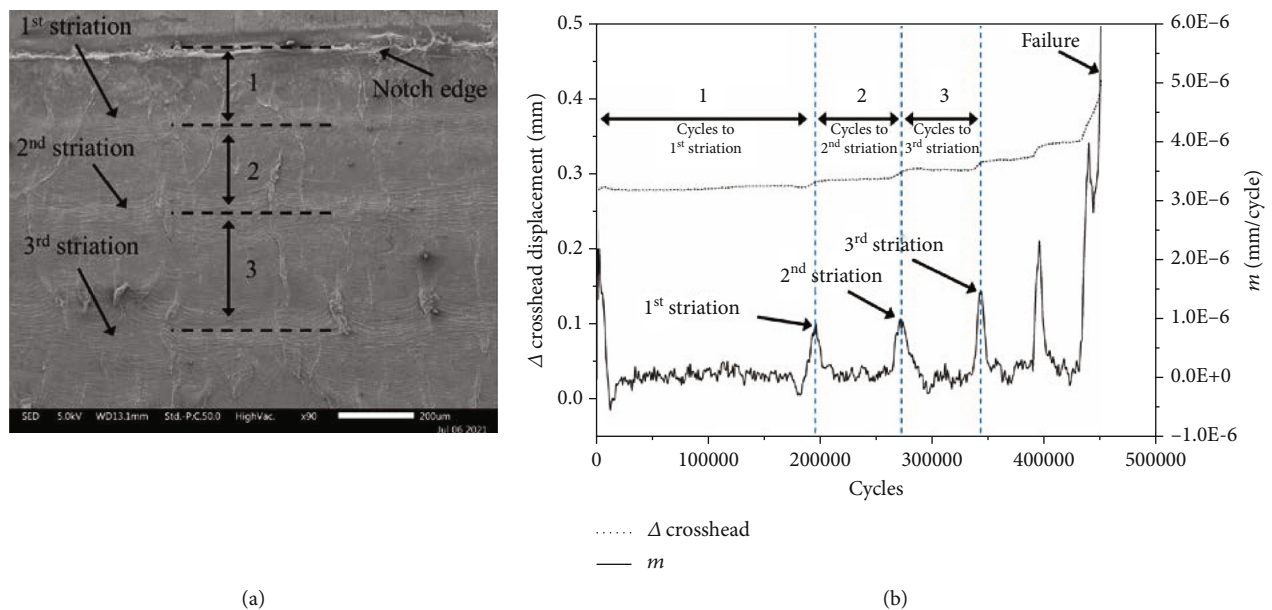 1st striation
Notch edge
1
2nd striation
2
3rd striation
3
SED 5.0kV WD13.1mm Std.-P.C.50.0 HighVac. x90 200um
Jul 06 2021
(a)
Δ crosshead displacement (mm)
0.5
0.4
0.3
0.2
0.1
0.0
6.0E–6
5.0E–6
4.0E–6
3.0E–6
2.0E–6
1.0E–6
0.0E+0
–1.0E–6
m (mm/cycle)
Failure
1
Cycles to
1st striation
2
Cycles to
2nd striation
3
Cycles to
3rd striation
3rd striation
2nd striation
1st striation
0 100000 200000 300000 400000 500000
Cycles
Δ crosshead
m
(b)